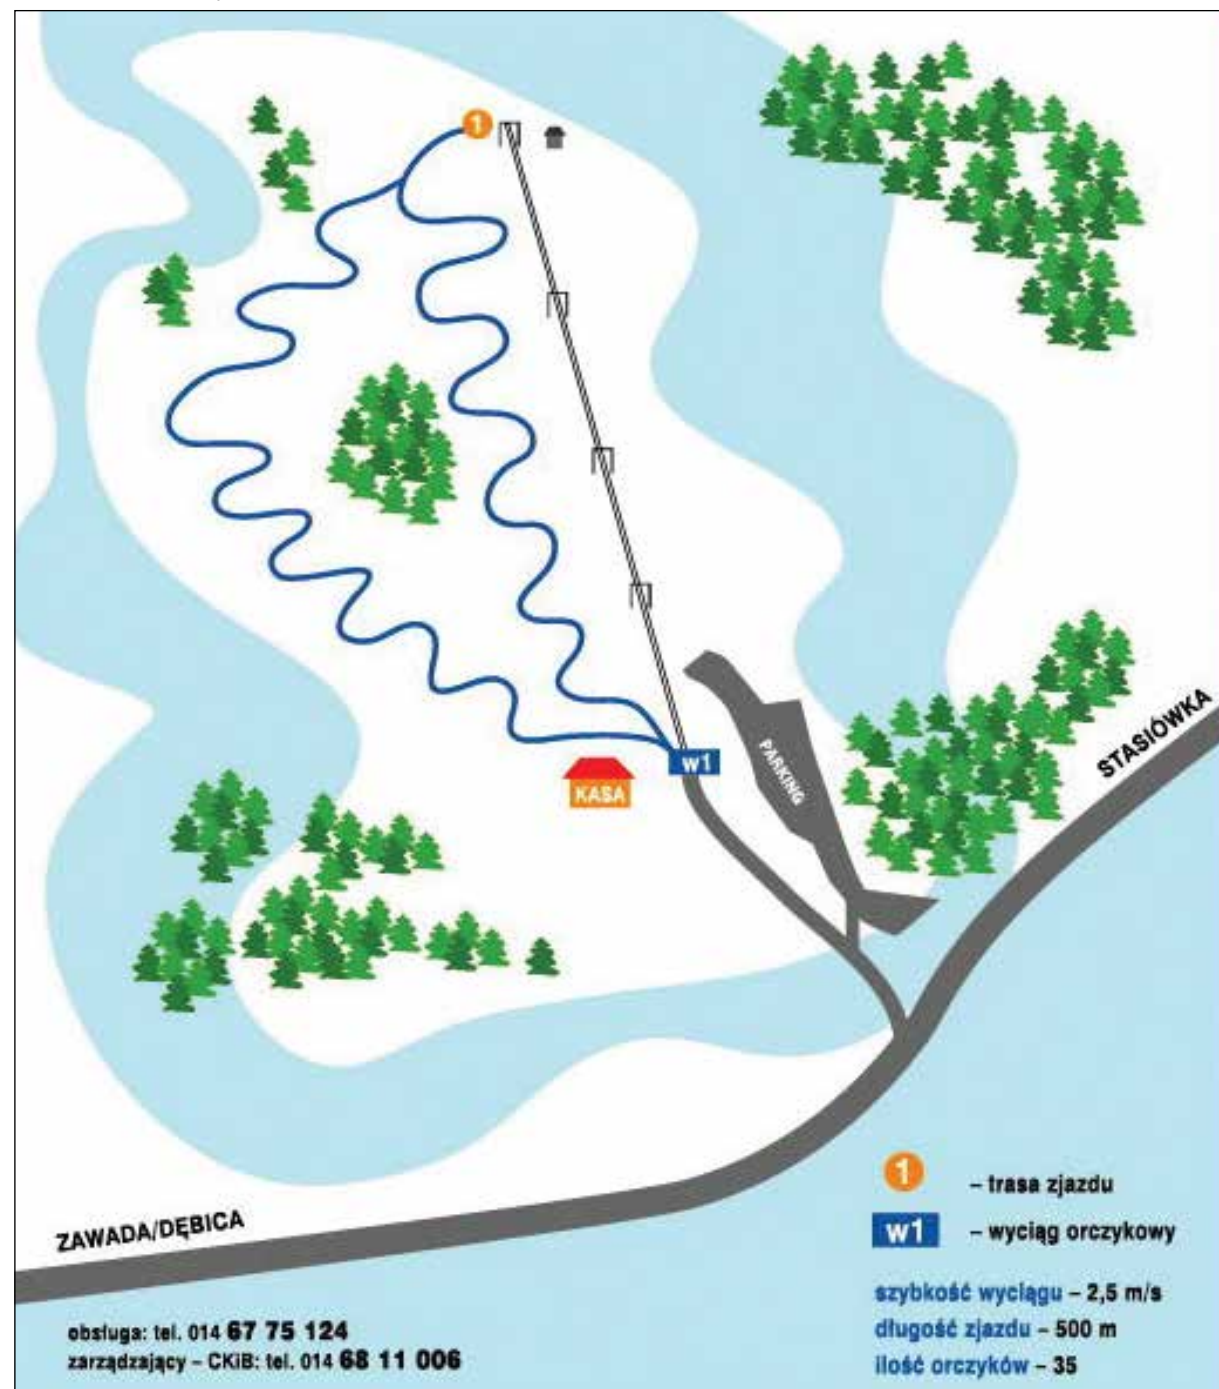 1
w1
KASA
PARKING
STASIÓWKA
ZAWADA/DĘBICA
1 – trasa zjazdu
w1 – wyciąg orczykowy
szybkość wyciągu – 2,5 m/s
długość zjazdu – 500 m
ilość orczyków – 35
obsługa: tel. 014 67 75 124
zarządzający – CKiB: tel. 014 68 11 006